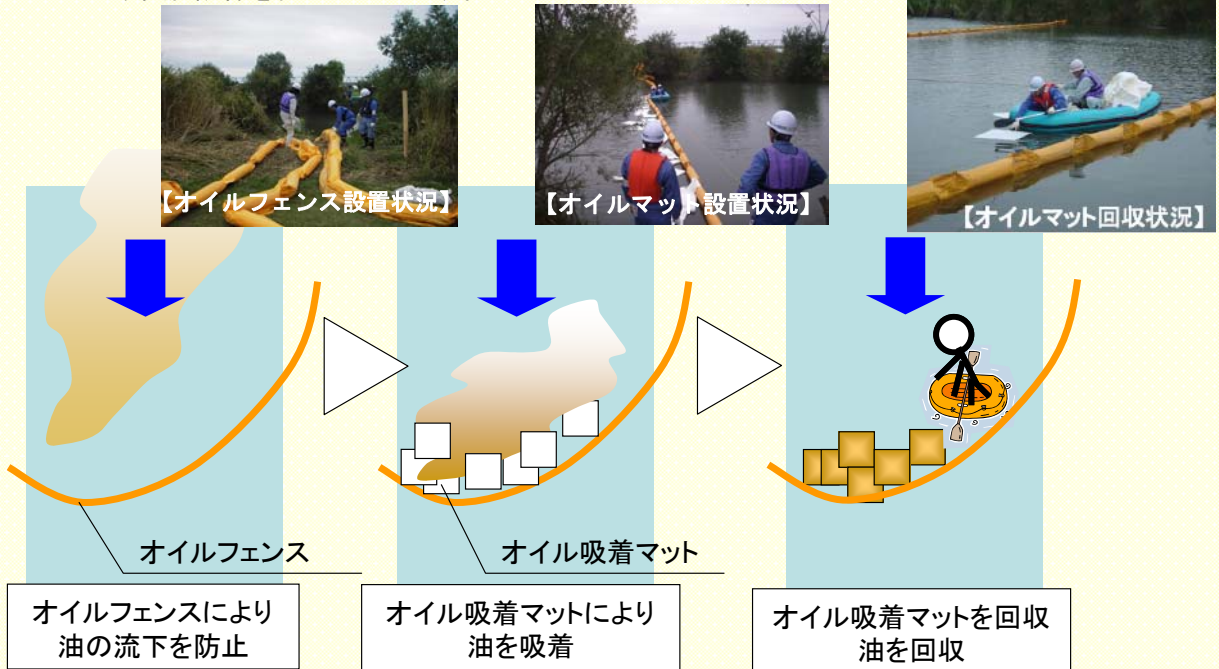 【オイルフェンス設置状況】
【オイルマット設置状況】
【オイルマット回収状況】
オイルフェンス
オイル吸着マット
オイルフェンスにより
油の流下を防止
オイル吸着マットにより
油を吸着
オイル吸着マットを回収
油を回収